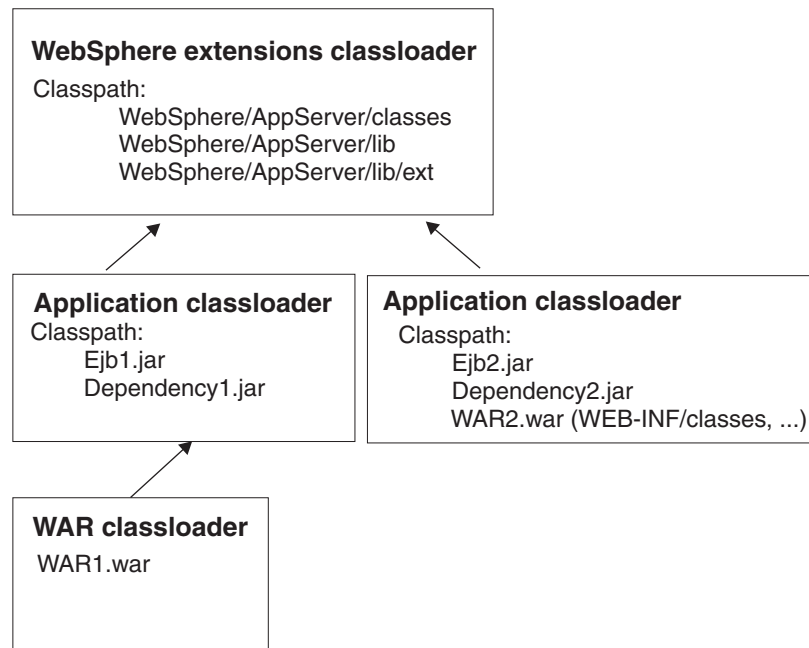 WebSphere extensions classloader
Classpath:
WebSphere/AppServer/classes
WebSphere/AppServer/lib
WebSphere/AppServer/lib/ext
Application classloader
Classpath:
Ejb1.jar
Dependency1.jar
Application classloader
Classpath:
Ejb2.jar
Dependency2.jar
WAR2.war (WEB-INF/classes, ...)
WAR classloader
WAR1.war